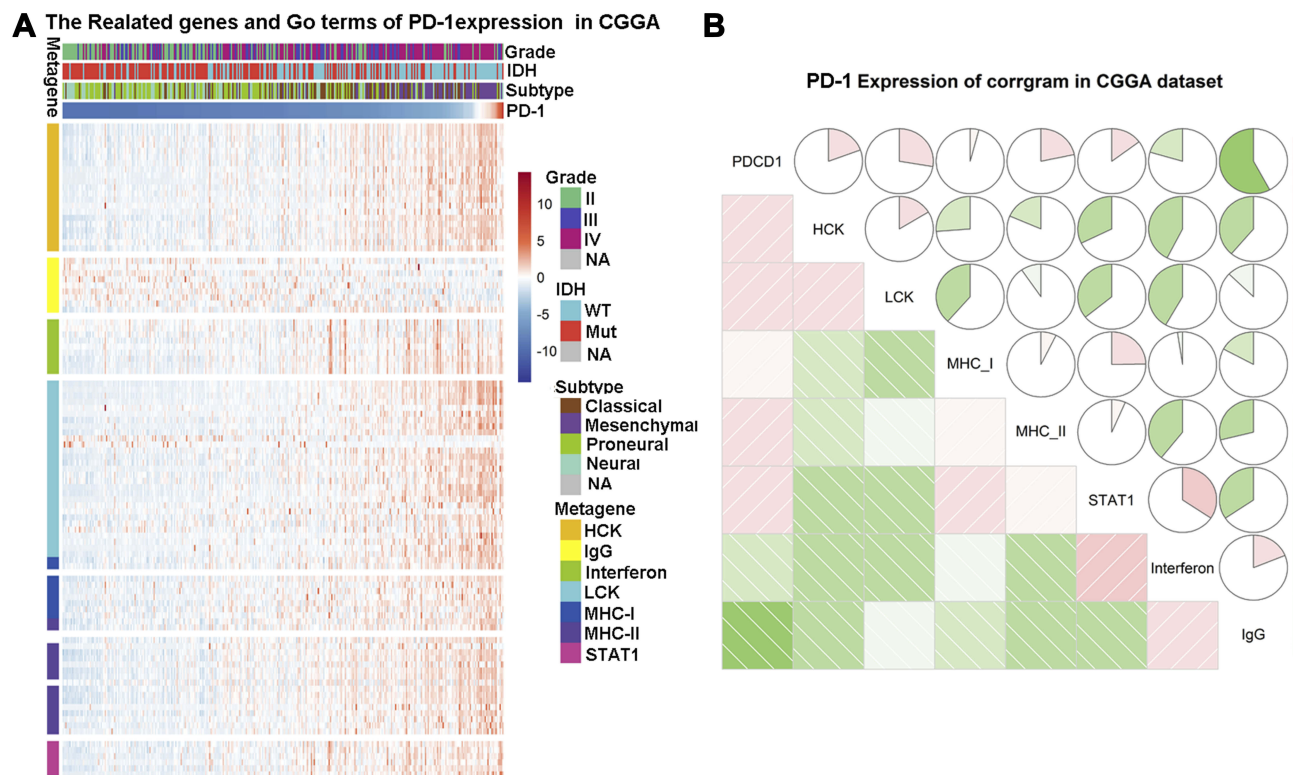 A
The Realated genes and Go terms of PD-1expression in CGGA
Metagene
Grade
IDH
Subtype
PD-1
10
5
0
-5
-10
Grade
II
III
IV
NA
IDH
WT
Mut
NA
Subtype
Classical
Mesenchymal
Proneural
Neural
NA
Metagene
HCK
IgG
Interferon
LCK
MHC-I
MHC-II
STAT1
B
PD-1 Expression of corrgram in CGGA dataset
PDCD1
HCK
LCK
MHC_I
MHC_II
STAT1
Interferon
IgG